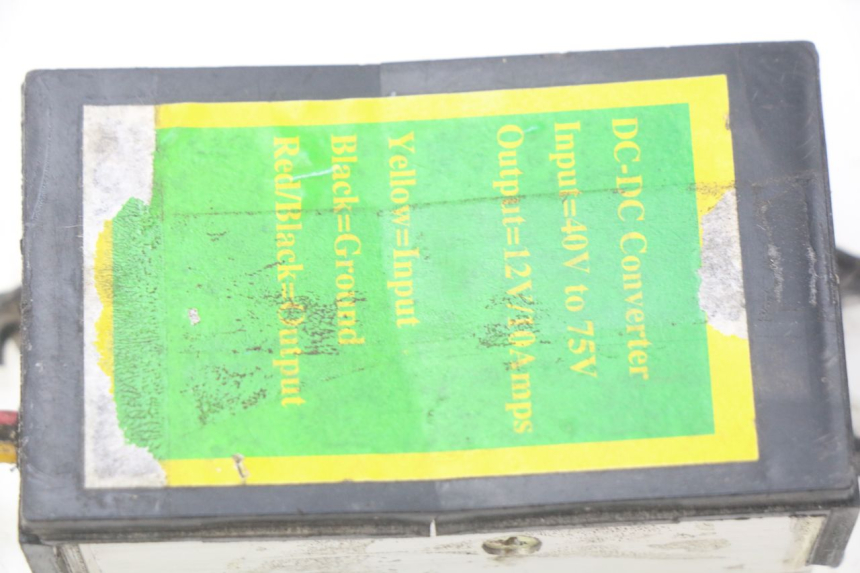 DC-DC Converter
Input=40V to 75V
Output=12V/10Amps
Yellow=Input
Black=Ground
Red/Black=Output